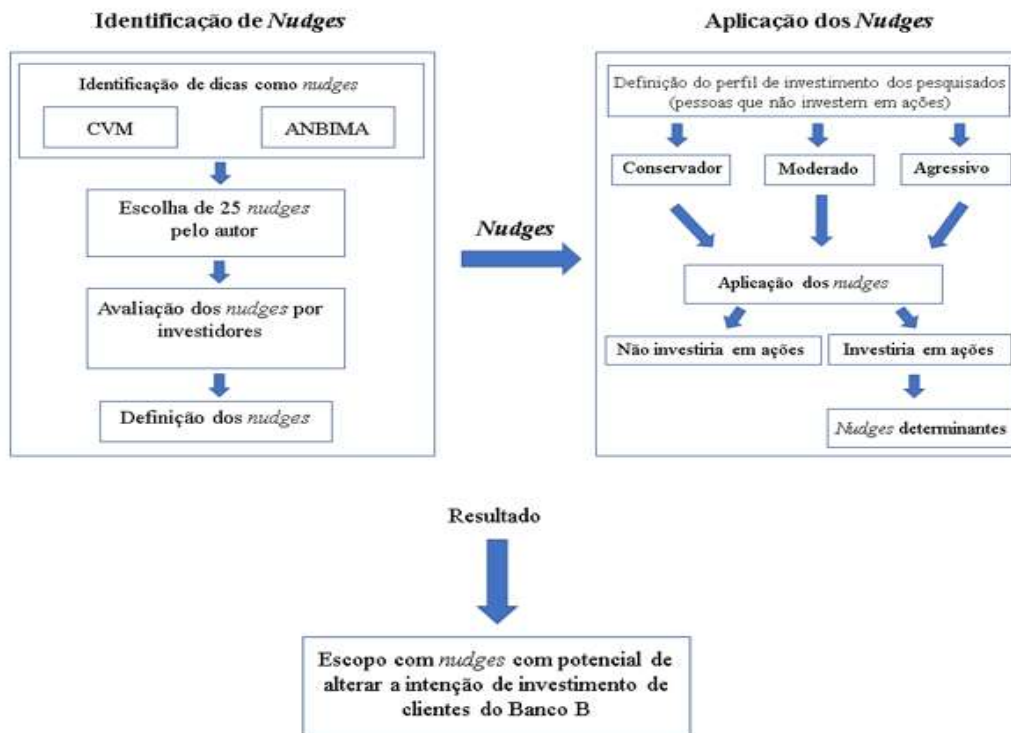 Identificação de Nudges
Identificação de dicas como nudges
CVM
ANBIMA
Escolha de 25 nudges
pelo autor
Avaliação dos nudges por
investidores
Definição dos nudges
Nudges
Aplicação dos Nudges
Definição do perfil de investimento dos pesquisados
(pessoas que não investem em ações)
Conservador
Moderado
Agressivo
Aplicação dos nudges
Não investiria em ações
Investiria em ações
Nudges determinantes
Resultado
Escopo com nudges com potencial de
alterar a intenção de investimento de
clientes do Banco B